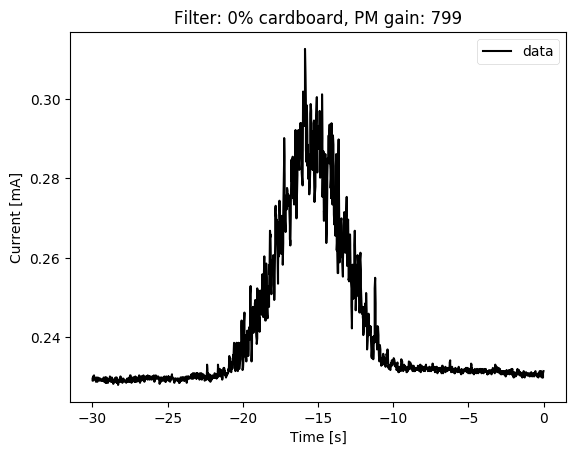 Filter: 0% cardboard, PM gain: 799
data
Current [mA]
0.30
0.28
0.26
0.24
−30
−25
−20
−15
−10
−5
0
Time [s]